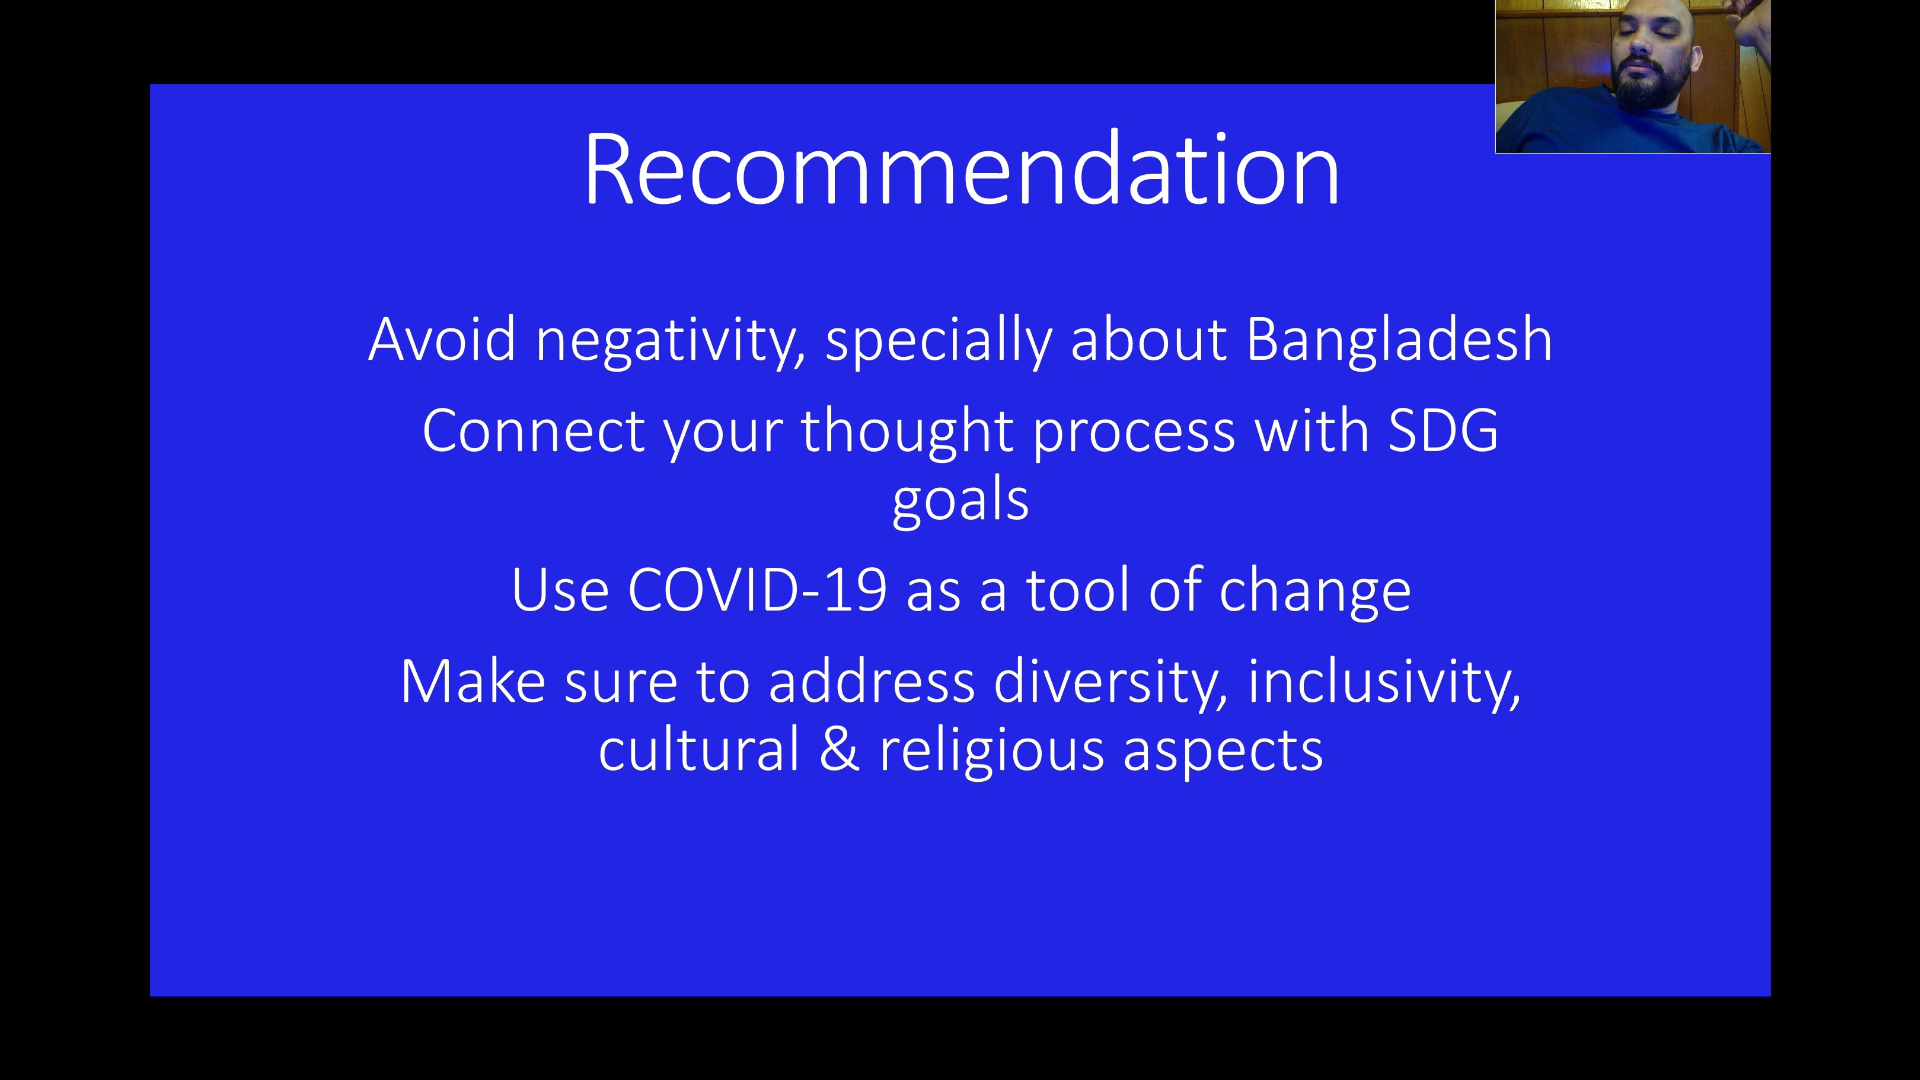 Recommendation
Avoid negativity, specially about Bangladesh
Connect your thought process with SDG
goals
Use COVID-19 as a tool of change
Make sure to address diversity, inclusivity,
cultural & religious aspects